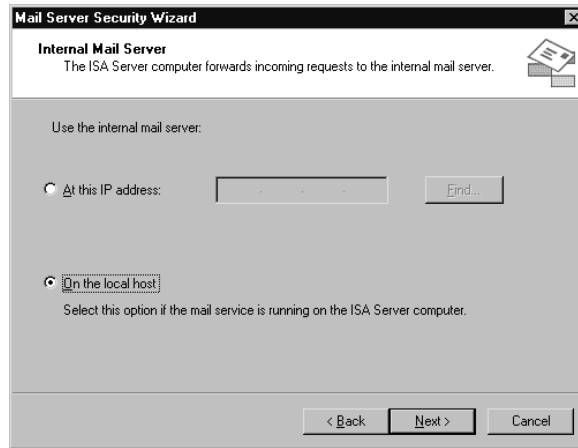 Mail Server Security Wizard
Internal Mail Server
The ISA Server computer forwards incoming requests to the internal mail server.
Use the internal mail server:
At this IP address:
Find...
On the local host
Select this option if the mail service is running on the ISA Server computer.
< Back
Next >
Cancel